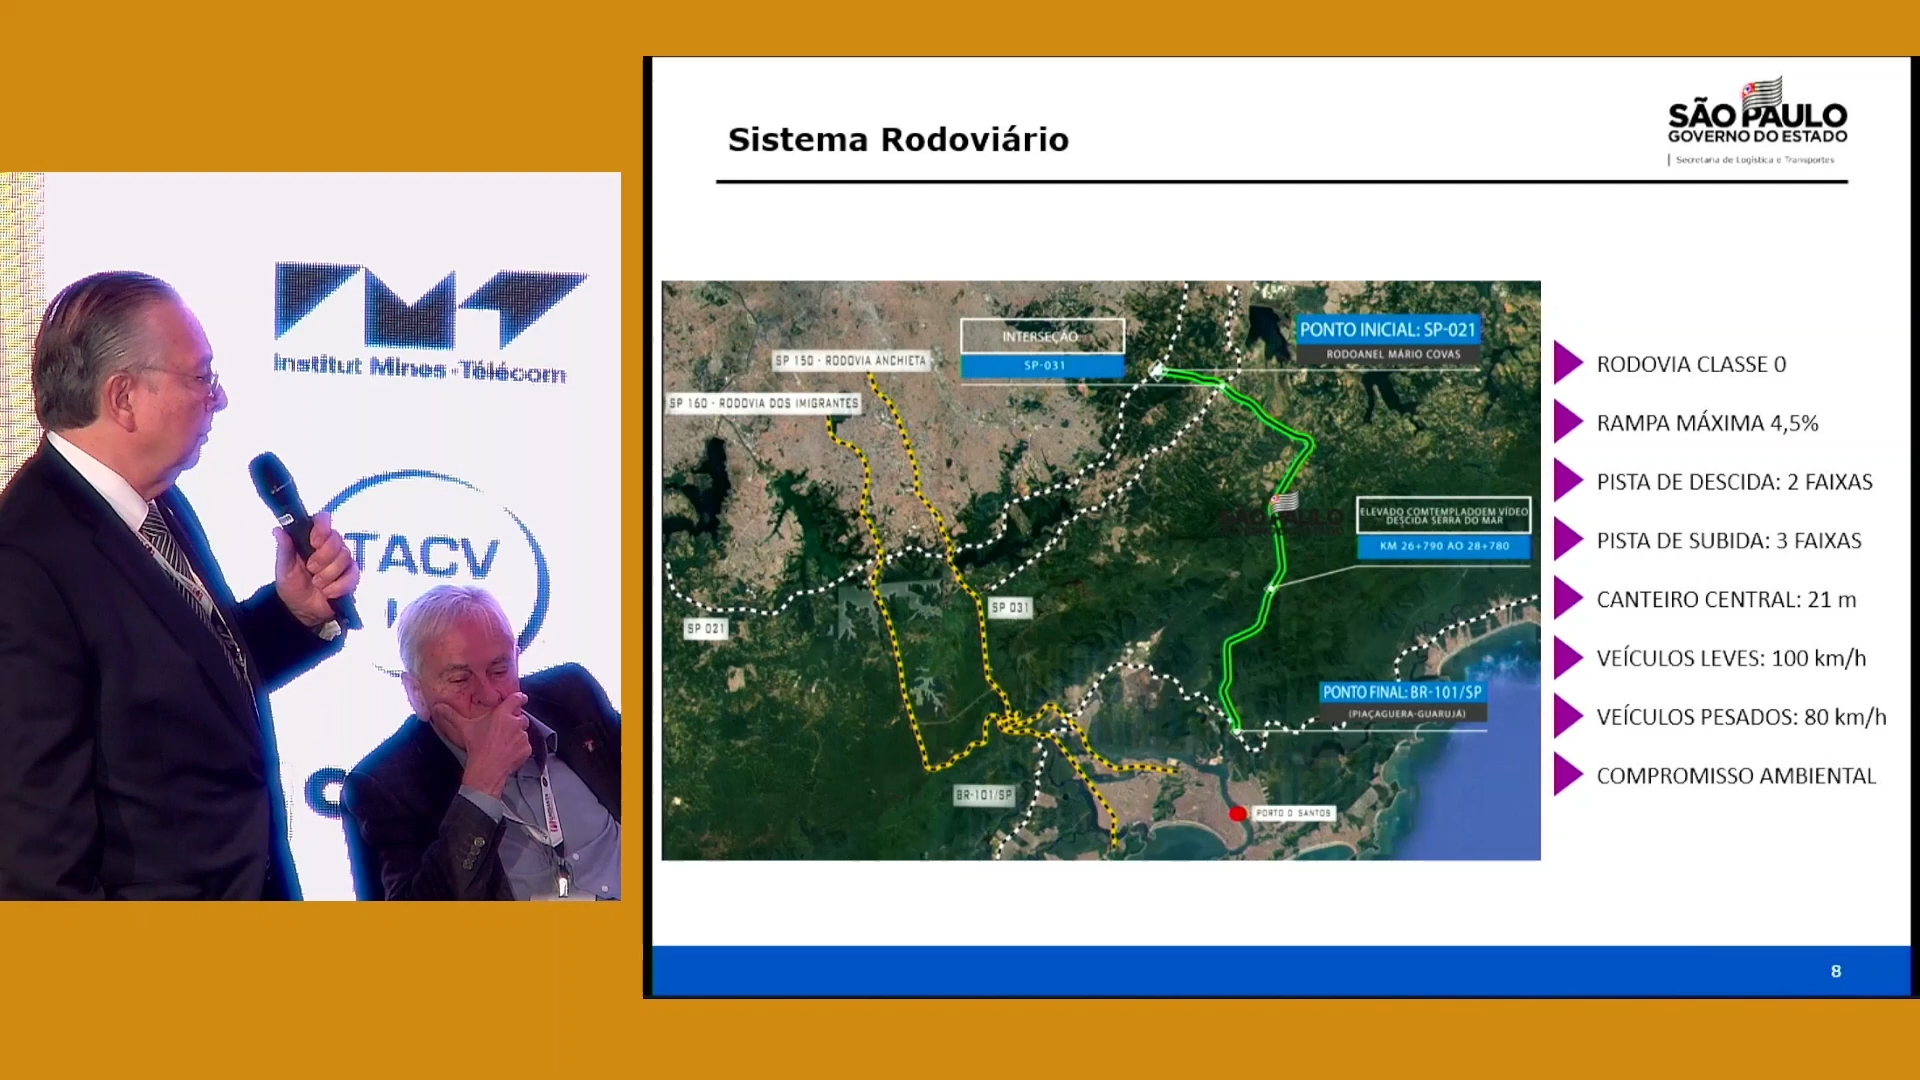 Institut Mines-Télécom
TACV
Sistema Rodoviário
SÃO PAULO
GOVERNO DO ESTADO
Secretaria de Logística e Transportes
INTERSEÇÃO
SP-031
PONTO INICIAL: SP-021
RODOANEL MÁRIO COVAS
SP 150 - RODOVIA ANCHIETA
SP 160 - RODOVIA DOS IMIGRANTES
ELEVADO COMTEMPLADOEM VÍDEO
DESCIDA SERRA DO MAR
KM 26+790 AO 28+780
SP 031
SP 021
PONTO FINAL: BR-101/SP
(PIAÇAGUERA-GUARUJÁ)
BR-101/SP
PORTO D SANTOS
RODOVIA CLASSE 0
RAMPA MÁXIMA 4,5%
PISTA DE DESCIDA: 2 FAIXAS
PISTA DE SUBIDA: 3 FAIXAS
CANTEIRO CENTRAL: 21 m
VEÍCULOS LEVES: 100 km/h
VEÍCULOS PESADOS: 80 km/h
COMPROMISSO AMBIENTAL
8